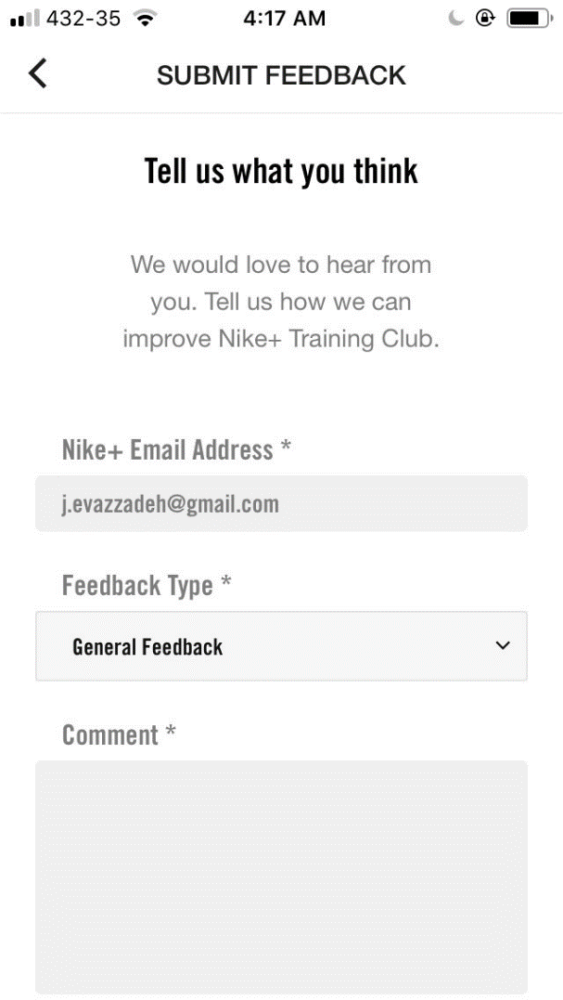 432-35 4:17 AM
SUBMIT FEEDBACK
Tell us what you think
We would love to hear from
you. Tell us how we can
improve Nike+ Training Club.
Nike+ Email Address *
j.evazzadeh@gmail.com
Feedback Type *
General Feedback
Comment *